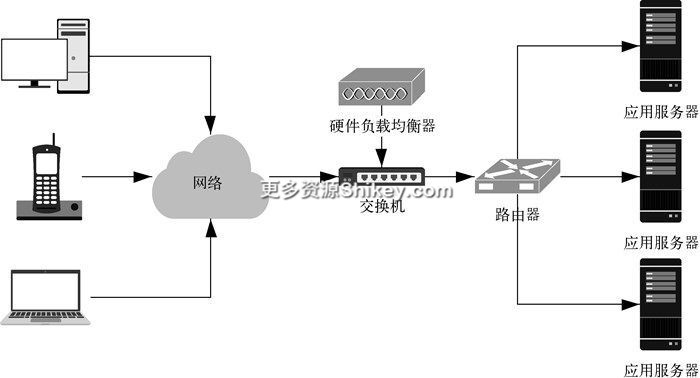 应用服务器
硬件负载均衡器
网络
更多资源Shikey.com
交换机
路由器
应用服务器
应用服务器